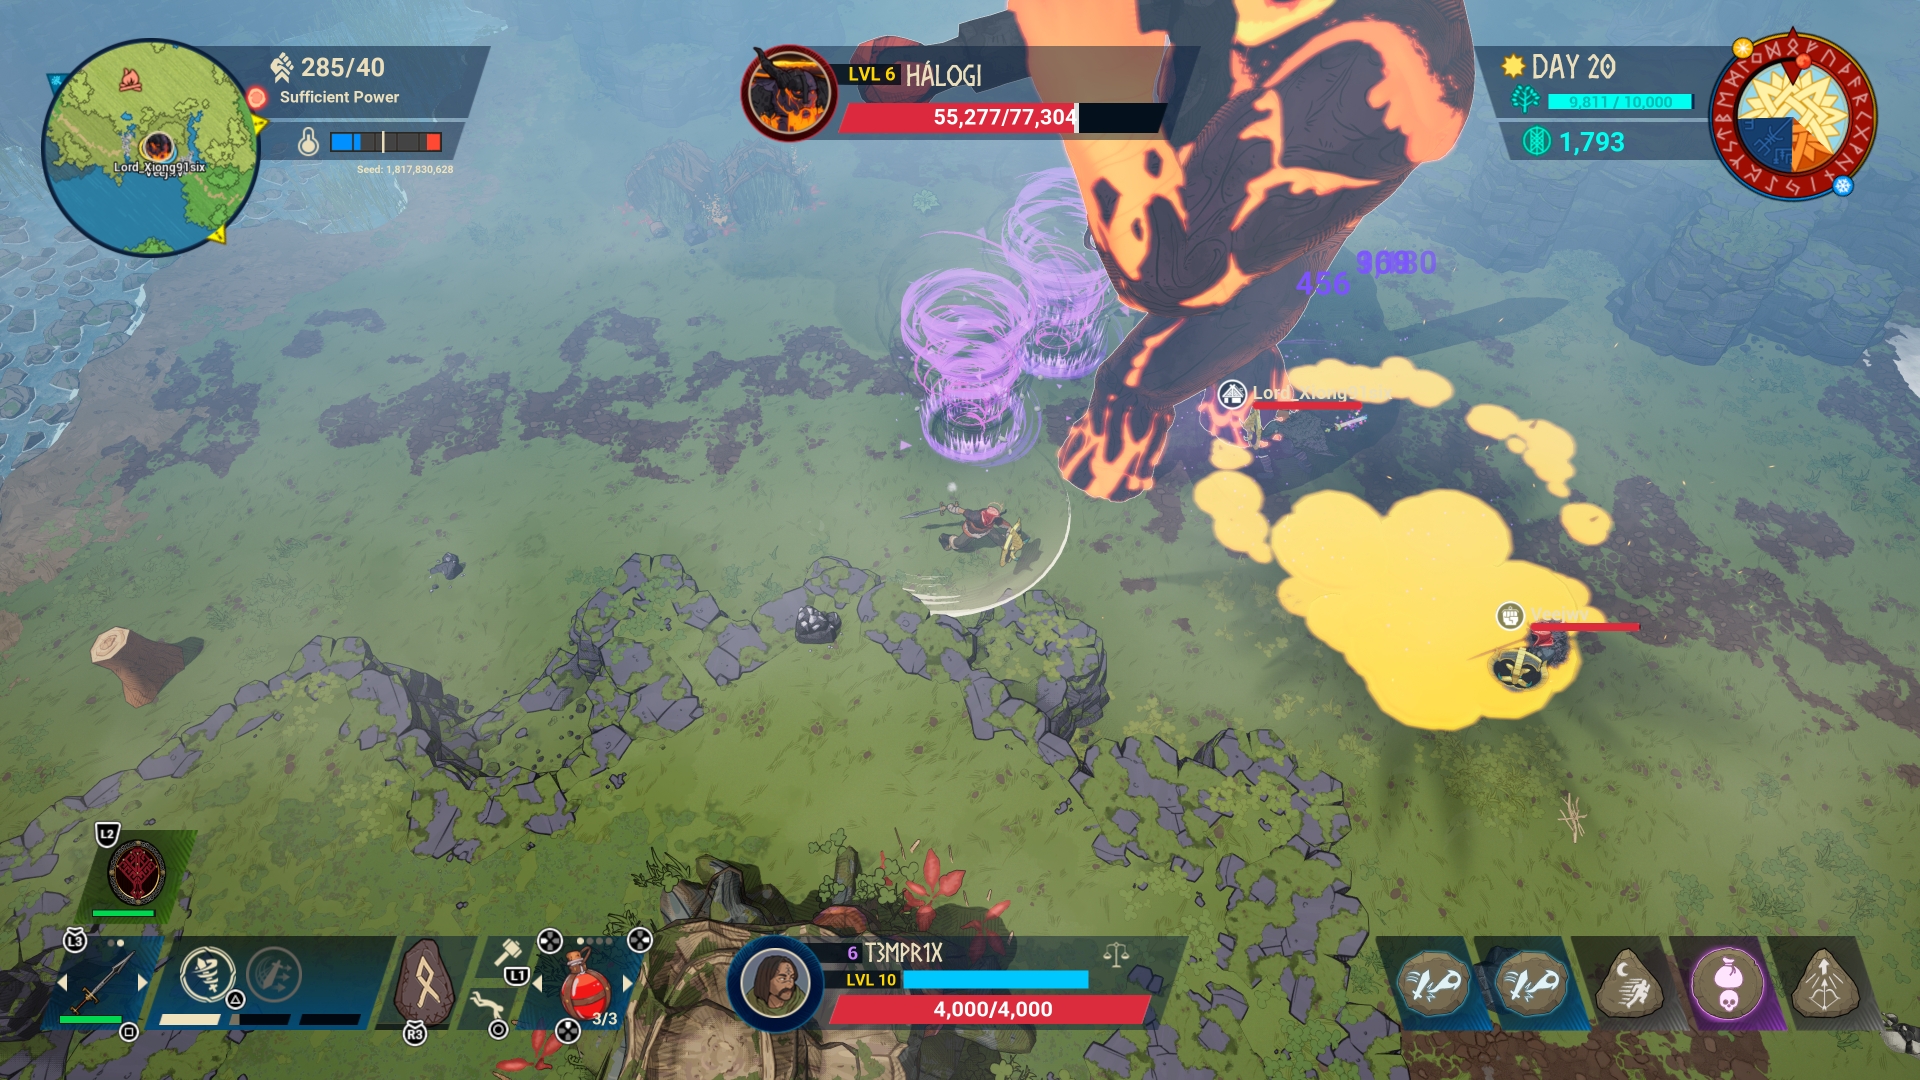 285/40
Sufficient Power
Seed: 1,817,830,628
Lord_Xiong91six
LVL 6 HÁLOGI
55,277/77,304
DAY 20
9,811 / 10,000
1,793
456
L2
L3
R3
L1
3/3
6 T3MPR1X
LVL 10
4,000/4,000